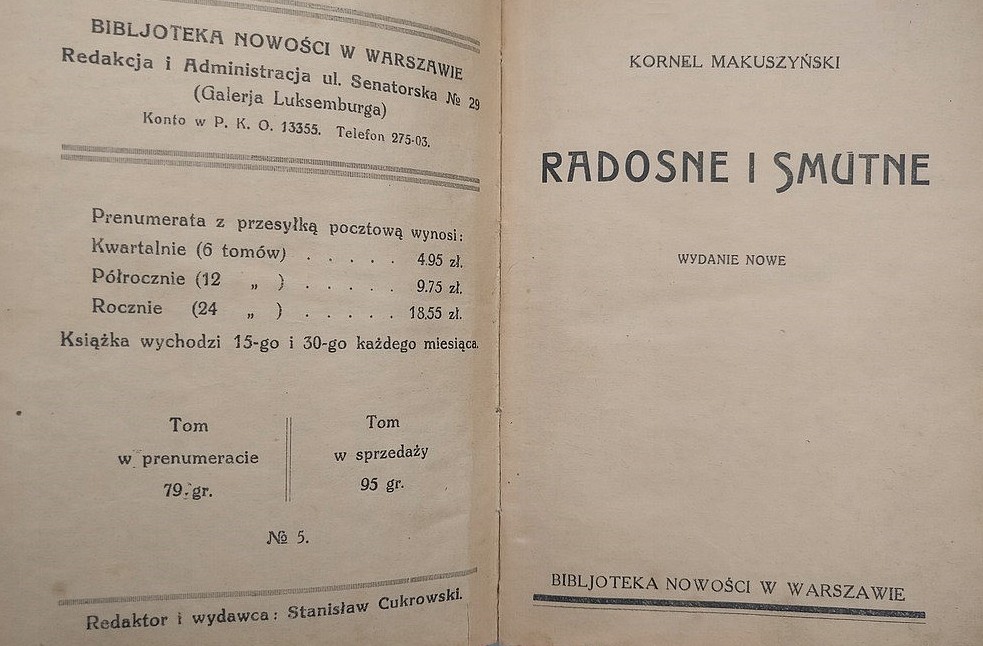 BIBLJOTEKA NOWOŚCI W WARSZAWIE
Redakcja i Administracja ul. Senatorska № 29
(Galerja Luksemburga)
Konto w P. K. O. 13355. Telefon 275-03.
Prenumerata z przesyłką pocztową wynosi:
Kwartalnie (6 tomów) . . . . . 4.95 zł.
Półrocznie (12 „ ) . . . . . 9.75 zł.
Rocznie (24 „ ) . . . . . 18.55 zł.
Książka wychodzi 15-go i 30-go każdego miesiąca.
Tom
w prenumeracie
79 gr.
Tom
w sprzedaży
95 gr.
№ 5.
Redaktor i wydawca: Stanisław Cukrowski.
KORNEL MAKUSZYŃSKI
RADOSNE I SMUTNE
WYDANIE NOWE
BIBLJOTEKA NOWOŚCI W WARSZAWIE